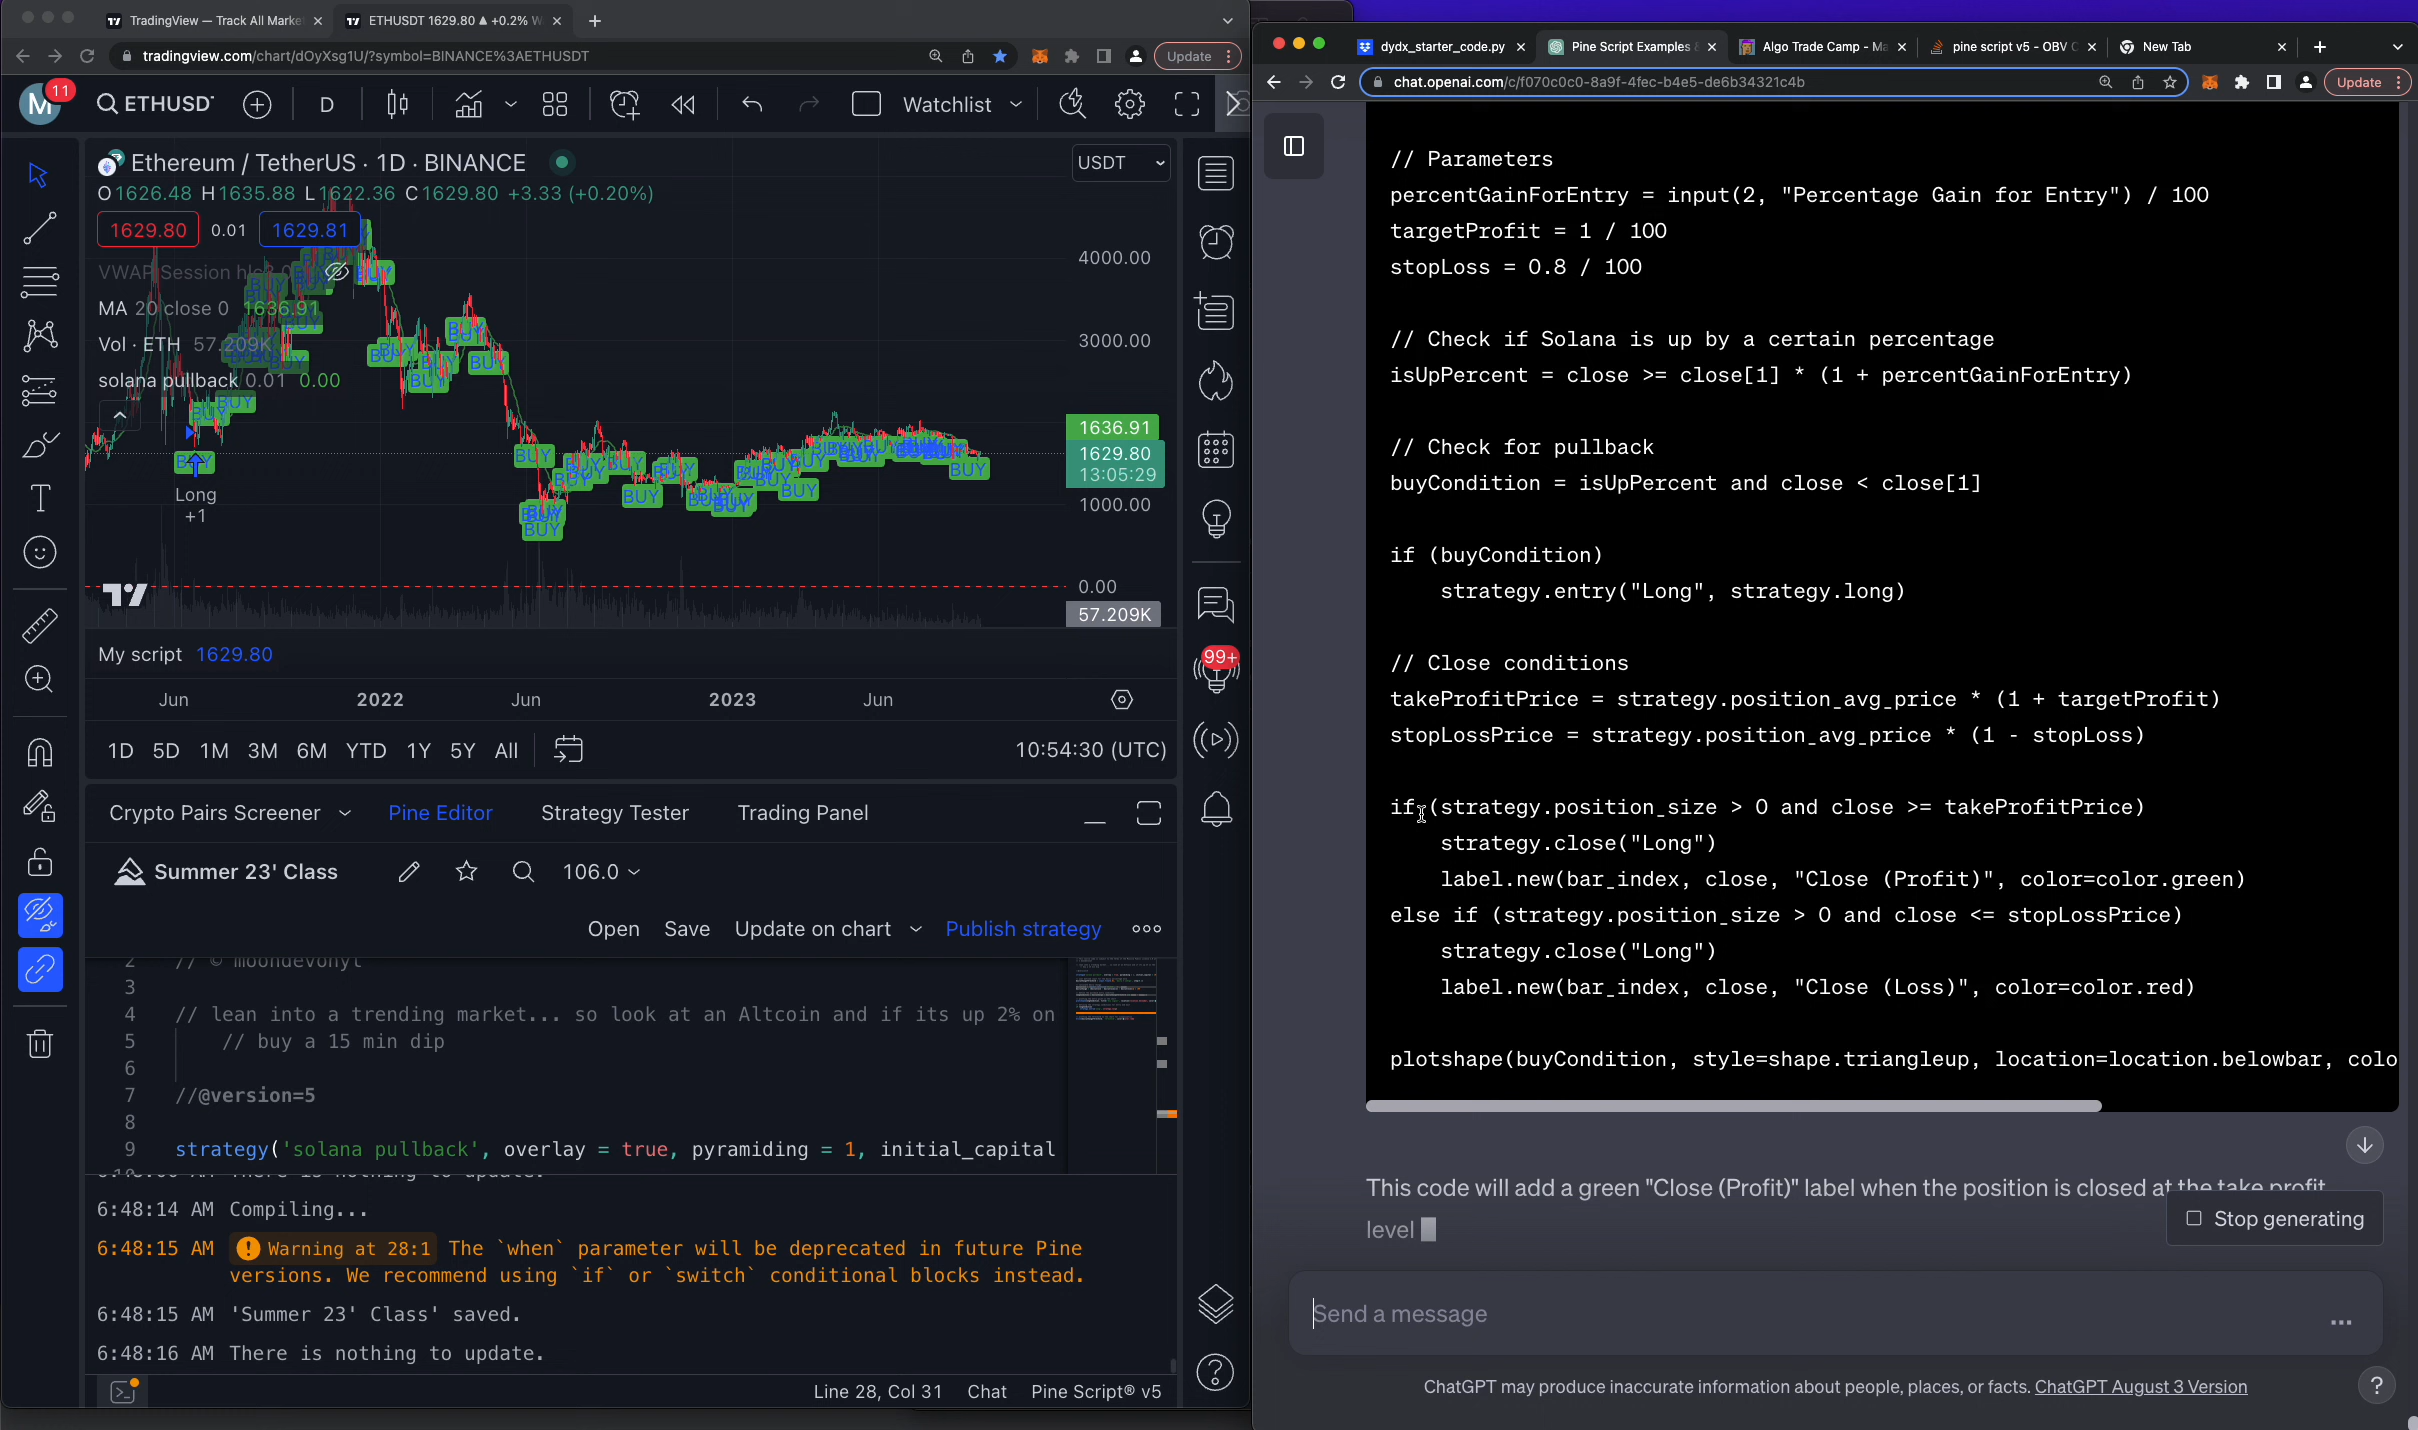 TradingView — Track All Marke
ETHUSDT 1629.80 ▲ +0.2% W
tradingview.com/chart/dOyXsg1U/?symbol=BINANCE%3AETHUSDT
Update
M
11
ETHUSD
D
Watchlist
Ethereum / TetherUS · 1D · BINANCE
USDT
O1626.48 H1635.88 L1622.36 C1629.80 +3.33 (+0.20%)
1629.80
0.01
1629.81
VWAP Session hlc3 0
MA 20 close 0 1636.91
Vol · ETH 57.209K
solana pullback 0.01 0.00
BUY
Long
+1
4000.00
3000.00
1636.91
1629.80
13:05:29
1000.00
0.00
57.209K
My script 1629.80
Jun
2022
Jun
2023
Jun
1D 5D 1M 3M 6M YTD 1Y 5Y All
10:54:30 (UTC)
99+
Crypto Pairs Screener
Pine Editor
Strategy Tester
Trading Panel
Summer 23' Class
106.0
Open
Save
Update on chart
Publish strategy
2 // © moondevonyt
3
4 // lean into a trending market... so look at an Altcoin and if its up 2% on
5 // buy a 15 min dip
6
7 //@version=5
8
9 strategy('solana pullback', overlay = true, pyramiding = 1, initial_capital
There is nothing to update.
6:48:14 AM Compiling...
6:48:15 AM Warning at 28:1 The `when` parameter will be deprecated in future Pine
versions. We recommend using `if` or `switch` conditional blocks instead.
6:48:15 AM 'Summer 23' Class' saved.
6:48:16 AM There is nothing to update.
Line 28, Col 31
Chat
Pine Script® v5
dydx_starter_code.py
Pine Script Examples &
Algo Trade Camp - Ma
pine script v5 - OBV C
New Tab
chat.openai.com/c/f070c0c0-8a9f-4fec-b4e5-de6b34321c4b
Update
// Parameters
percentGainForEntry = input(2, "Percentage Gain for Entry") / 100
targetProfit = 1 / 100
stopLoss = 0.8 / 100
// Check if Solana is up by a certain percentage
isUpPercent = close >= close[1] * (1 + percentGainForEntry)
// Check for pullback
buyCondition = isUpPercent and close < close[1]
if (buyCondition)
strategy.entry("Long", strategy.long)
// Close conditions
takeProfitPrice = strategy.position_avg_price * (1 + targetProfit)
stopLossPrice = strategy.position_avg_price * (1 - stopLoss)
if (strategy.position_size > 0 and close >= takeProfitPrice)
strategy.close("Long")
label.new(bar_index, close, "Close (Profit)", color=color.green)
else if (strategy.position_size > 0 and close <= stopLossPrice)
strategy.close("Long")
label.new(bar_index, close, "Close (Loss)", color=color.red)
plotshape(buyCondition, style=shape.triangleup, location=location.belowbar, colo
This code will add a green "Close (Profit)" label when the position is closed at the take profit
level
Stop generating
Send a message
ChatGPT may produce inaccurate information about people, places, or facts. ChatGPT August 3 Version
?